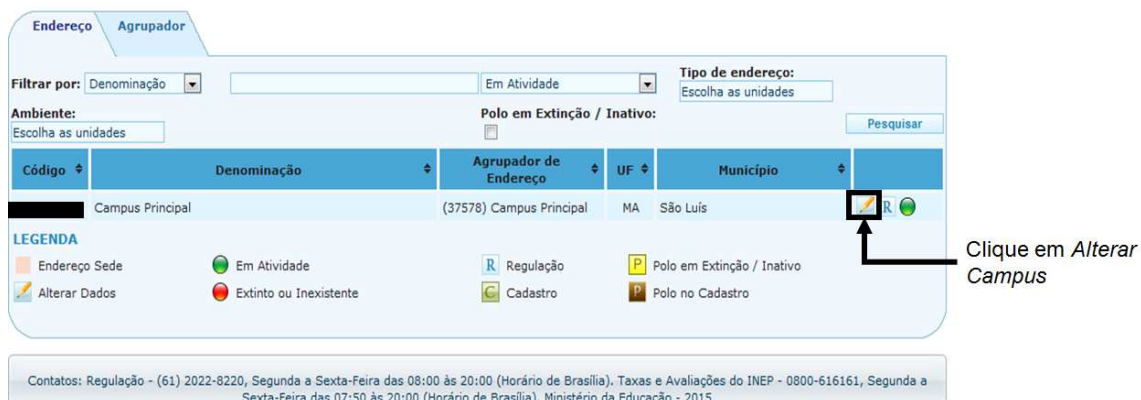 Endereço Agrupador
Filtrar por: Denominação Em Atividade Tipo de endereço: Escolha as unidades
Ambiente: Escolha as unidades Polo em Extinção / Inativo: Pesquisar
Código Denominação Agrupador de Endereço UF Município
Campus Principal (37578) Campus Principal MA São Luís R
LEGENDA
Endereço Sede Em Atividade R Regulação P Polo em Extinção / Inativo
Alterar Dados Extinto ou Inexistente C Cadastro P Polo no Cadastro
Clique em Alterar
Campus
Contatos: Regulação - (61) 2022-8220, Segunda a Sexta-Feira das 08:00 às 20:00 (Horário de Brasília). Taxas e Avaliações do INEP - 0800-616161, Segunda a
Sexta-Feira das 07:50 às 20:00 (Horário de Brasília). Ministério da Educação - 2015